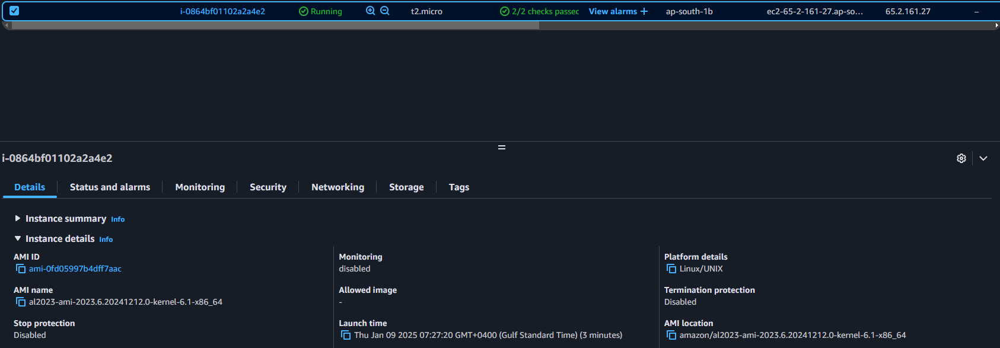 i-0864bf01102a2a4e2 Running t2.micro 2/2 checks passec View alarms + ap-south-1b ec2-65-2-161-27.ap-so... 65.2.161.27 –
i-0864bf01102a2a4e2
Details Status and alarms Monitoring Security Networking Storage Tags
Instance summary Info
Instance details Info
AMI ID Monitoring Platform details
ami-0fd05997b4dff7aac disabled Linux/UNIX
AMI name Allowed image Termination protection
al2023-ami-2023.6.20241212.0-kernel-6.1-x86_64 - Disabled
Stop protection Launch time AMI location
Disabled Thu Jan 09 2025 07:27:20 GMT+0400 (Gulf Standard Time) (3 minutes) amazon/al2023-ami-2023.6.20241212.0-kernel-6.1-x86_64